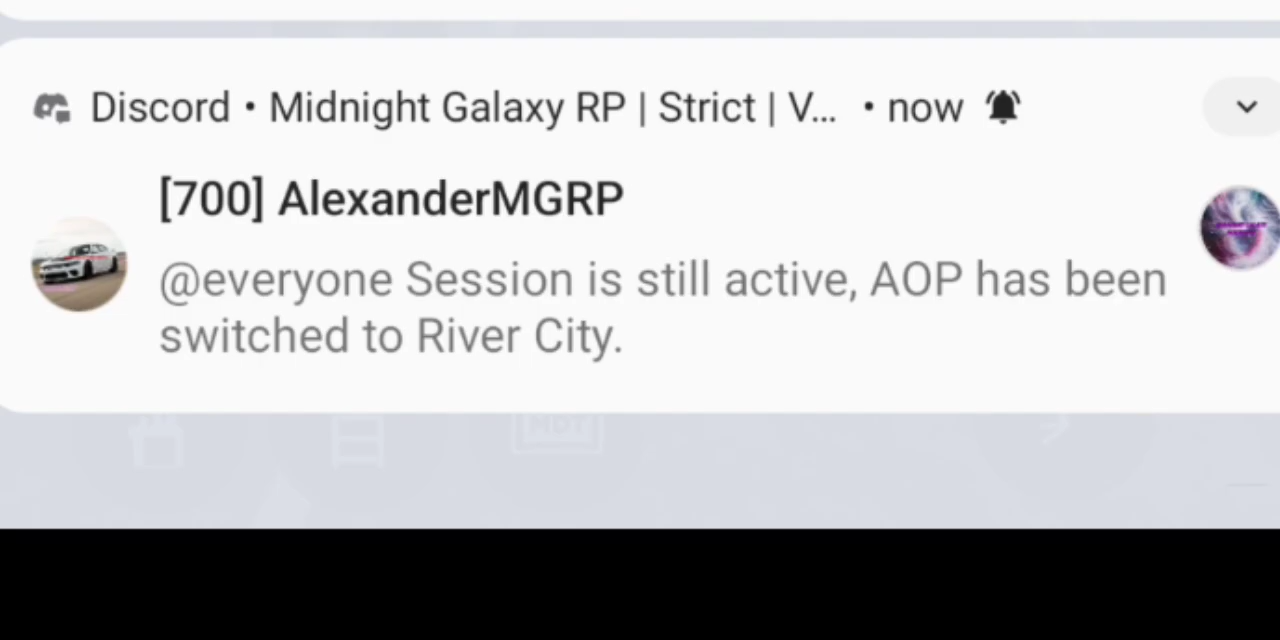 Discord • Midnight Galaxy RP | Strict | V... • now
[700] AlexanderMGRP
@everyone Session is still active, AOP has been
switched to River City.
MDT